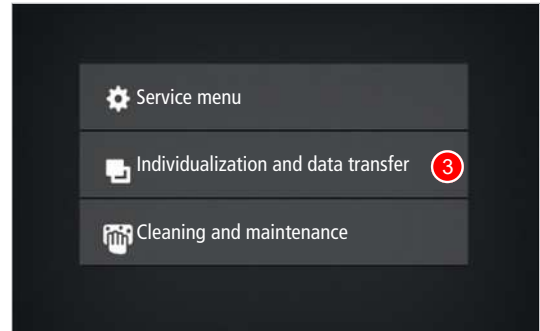 Service menu
Individualization and data transfer 3
Cleaning and maintenance